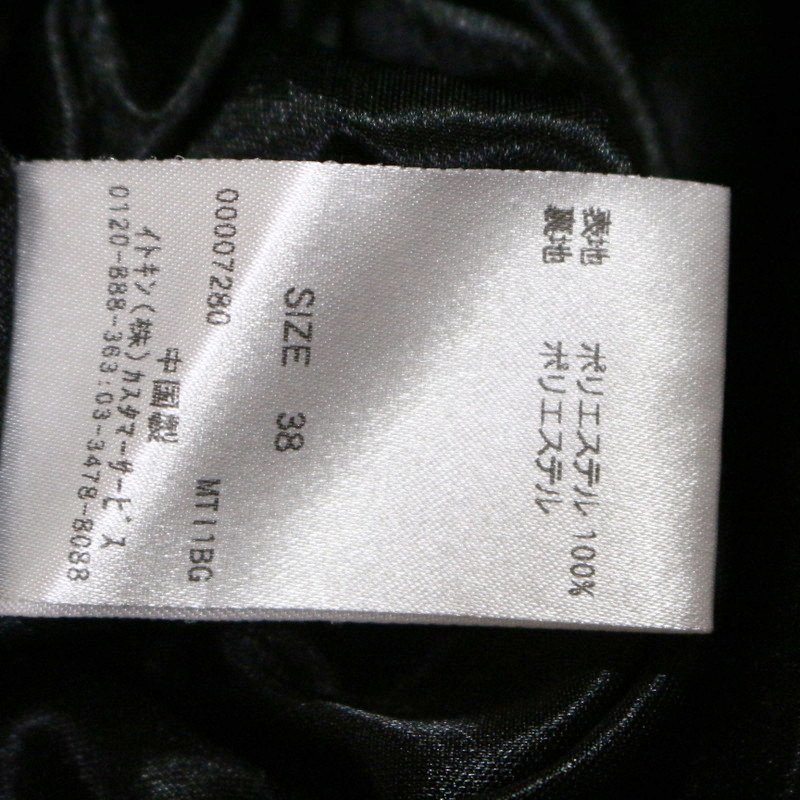 表地 ポリエステル 100%
裏地 ポリエステル
SIZE 38
00007280 MT11BG
中国製
イトキン(株)カスタマーサービス
0120-888-363:03-3478-8088